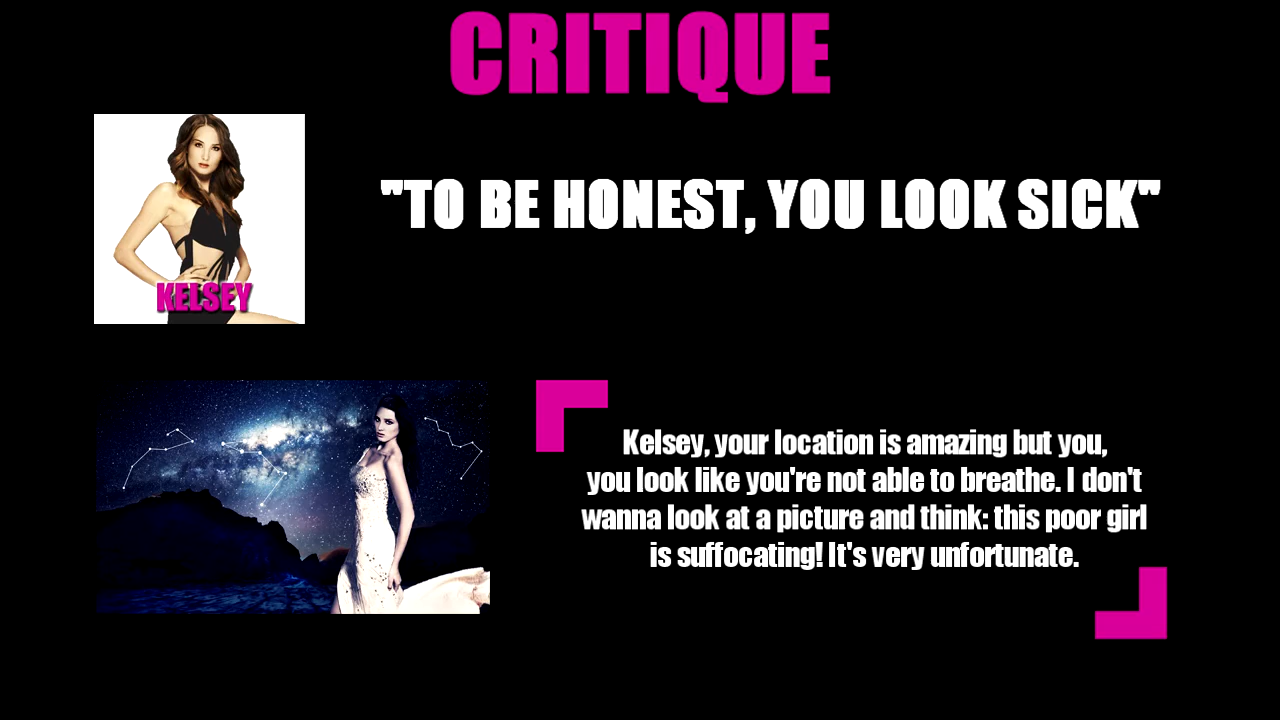 CRITIQUE
"TO BE HONEST, YOU LOOK SICK"
KELSEY
Kelsey, your location is amazing but you,
you look like you're not able to breathe. I don't
wanna look at a picture and think: this poor girl
is suffocating! It's very unfortunate.